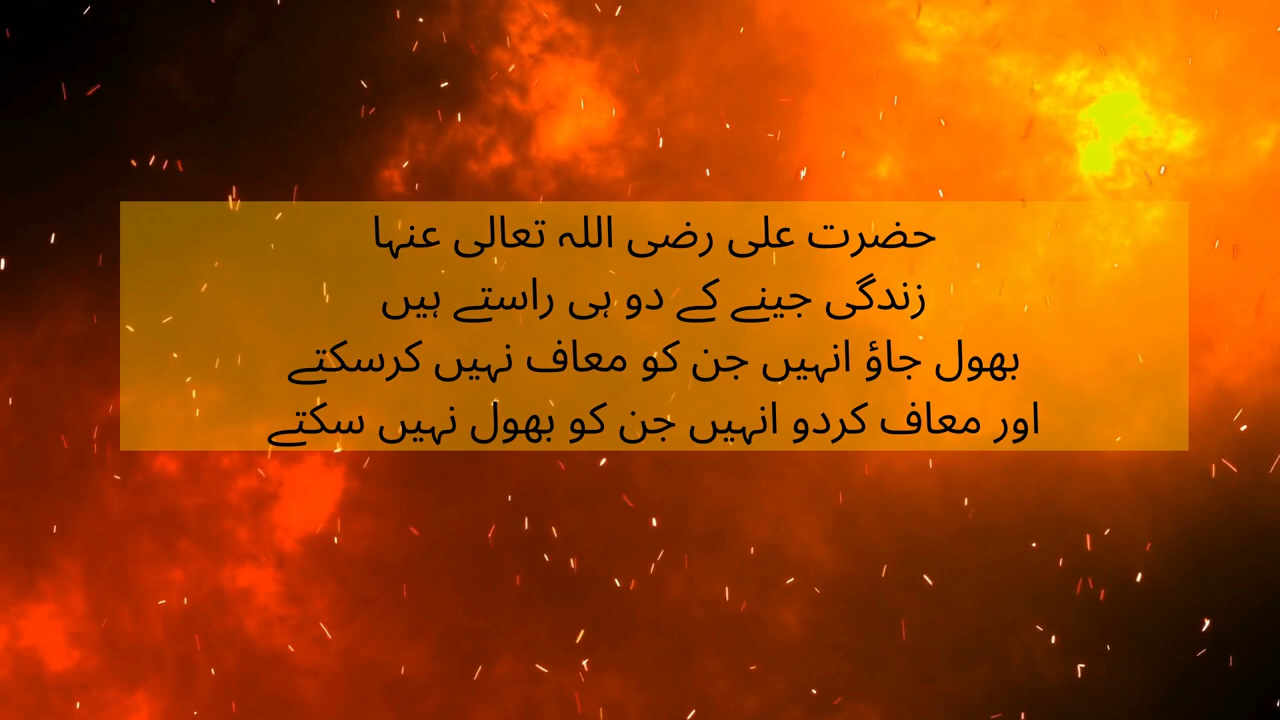 حضرت علی رضی اللہ تعالی عنہا
زندگی جینے کے دو ہی راستے ہیں
بھول جاؤ انہیں جن کو معاف نہیں کرسکتے
اور معاف کردو انہیں جن کو بھول نہیں سکتے